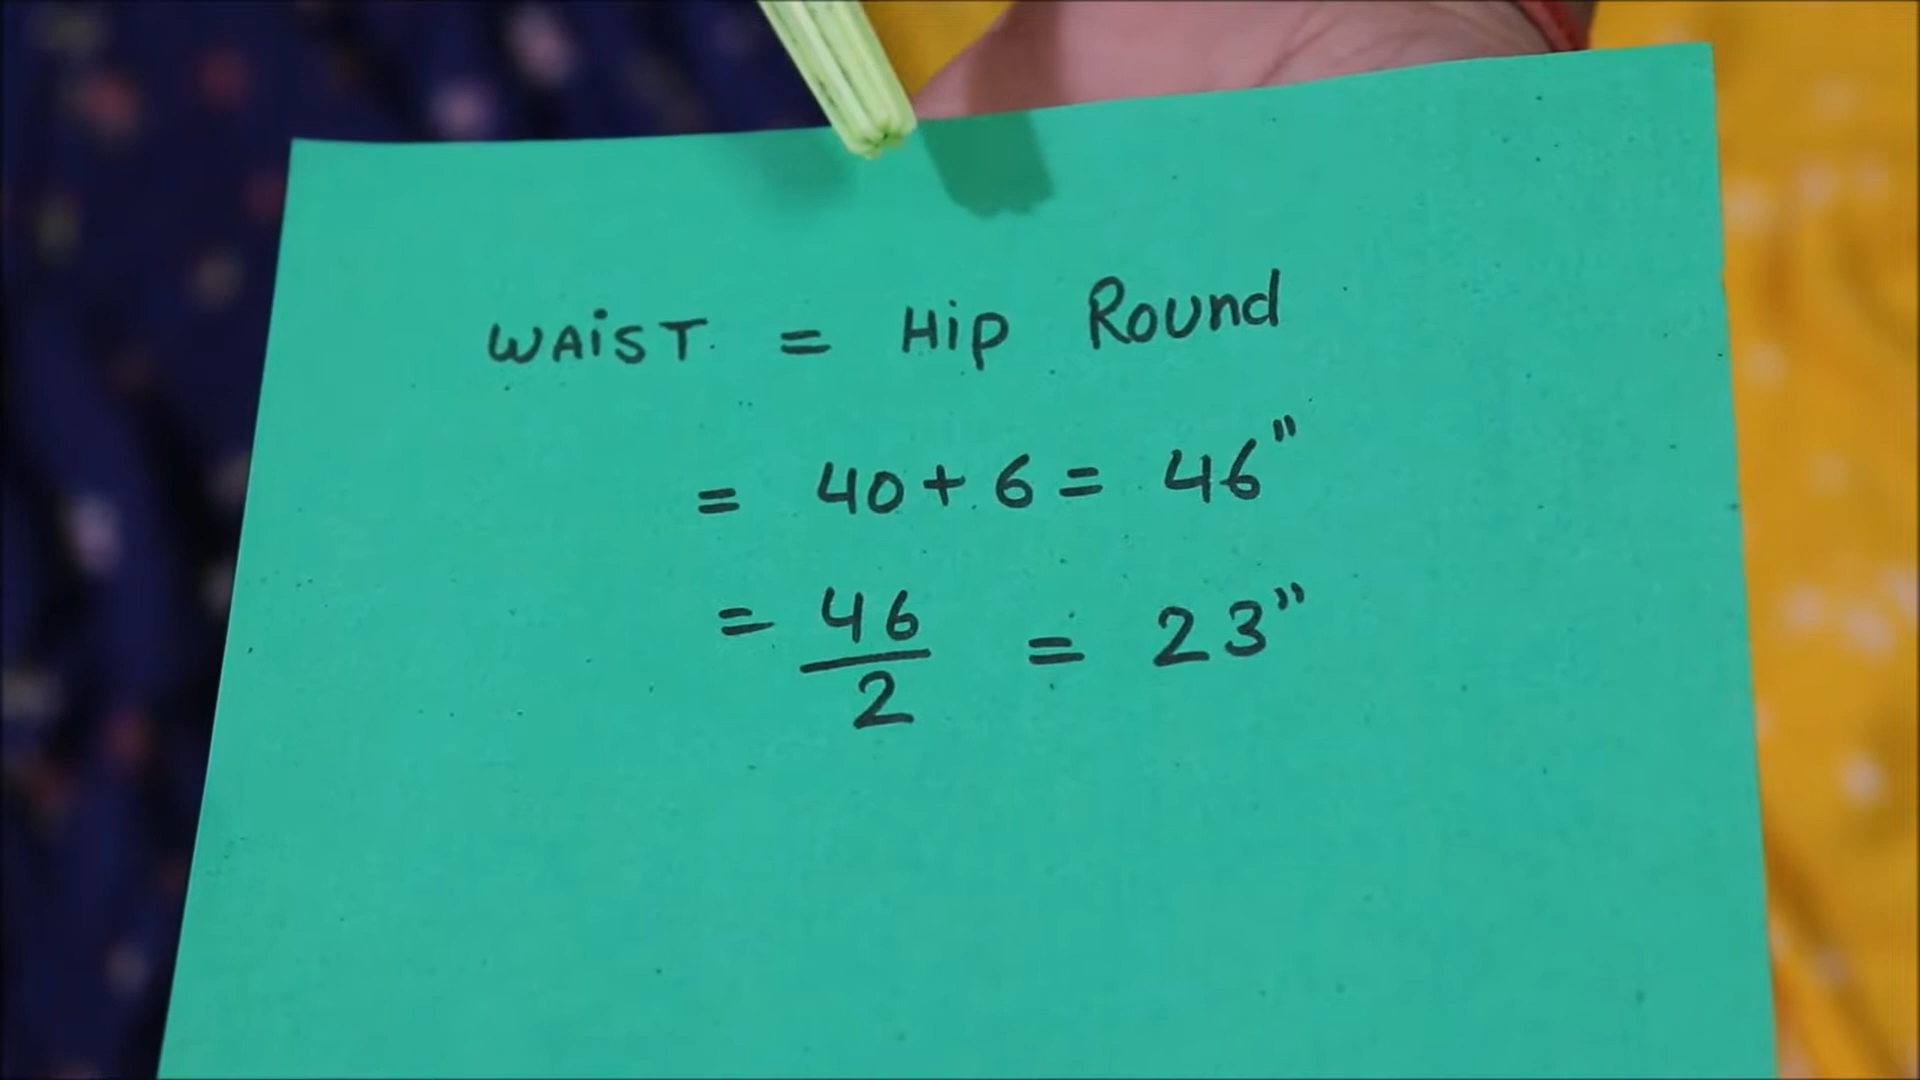 WAiST = Hip Round
= 40 + 6 = 46"
= 46/2 = 23"